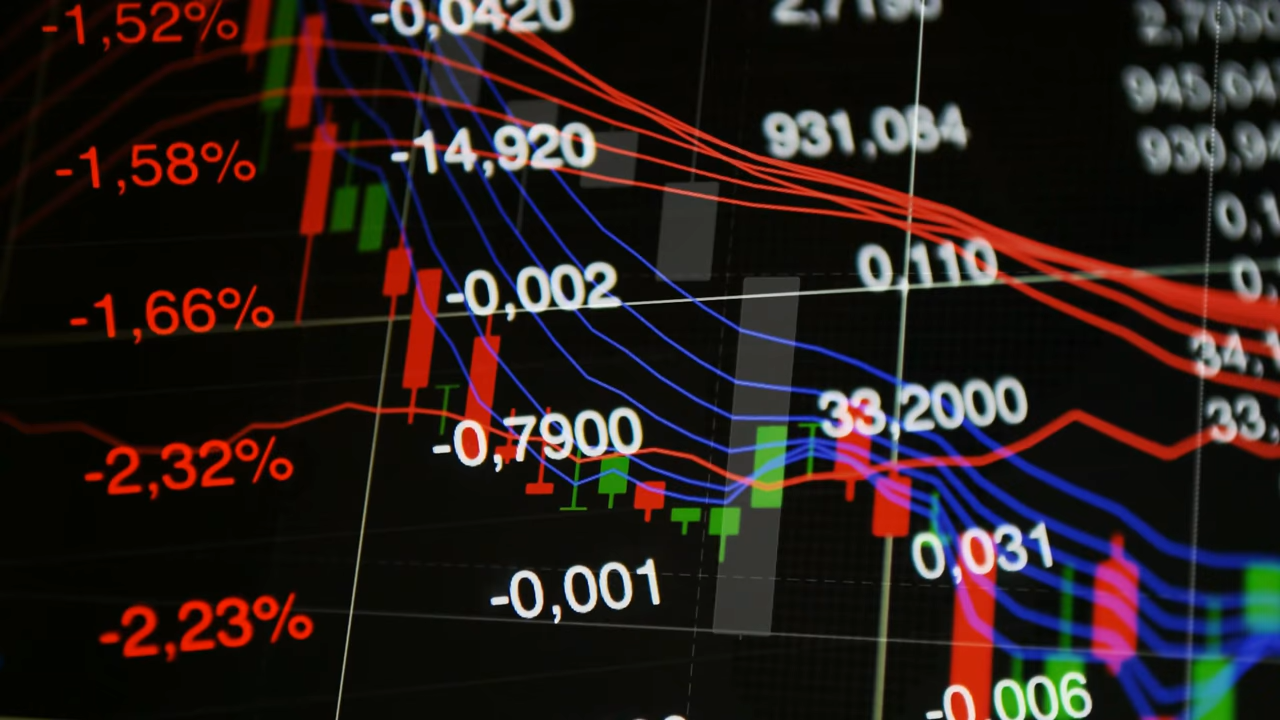 -1,52% -0,0420
-1,58% -14,920 931,084
-1,66% -0,002 0,110
-2,32% -0,7900 33,2000
-2,23% -0,001 0,031
-0,006